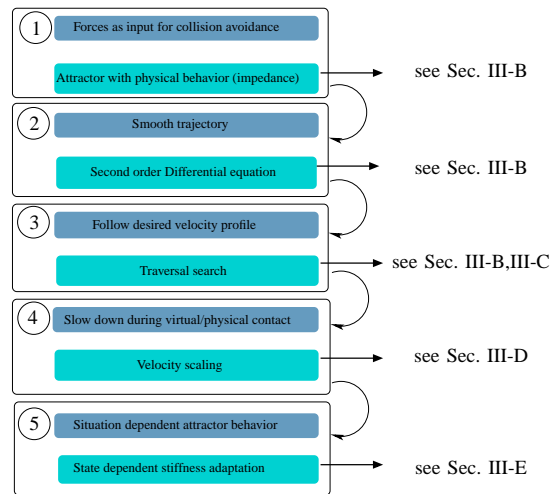 1
Forces as input for collision avoidance
Attractor with physical behavior (impedance)
see Sec. III-B
2
Smooth trajectory
Second order Differential equation
see Sec. III-B
3
Follow desired velocity profile
Traversal search
see Sec. III-B,III-C
4
Slow down during virtual/physical contact
Velocity scaling
see Sec. III-D
5
Situation dependent attractor behavior
State dependent stiffness adaptation
see Sec. III-E